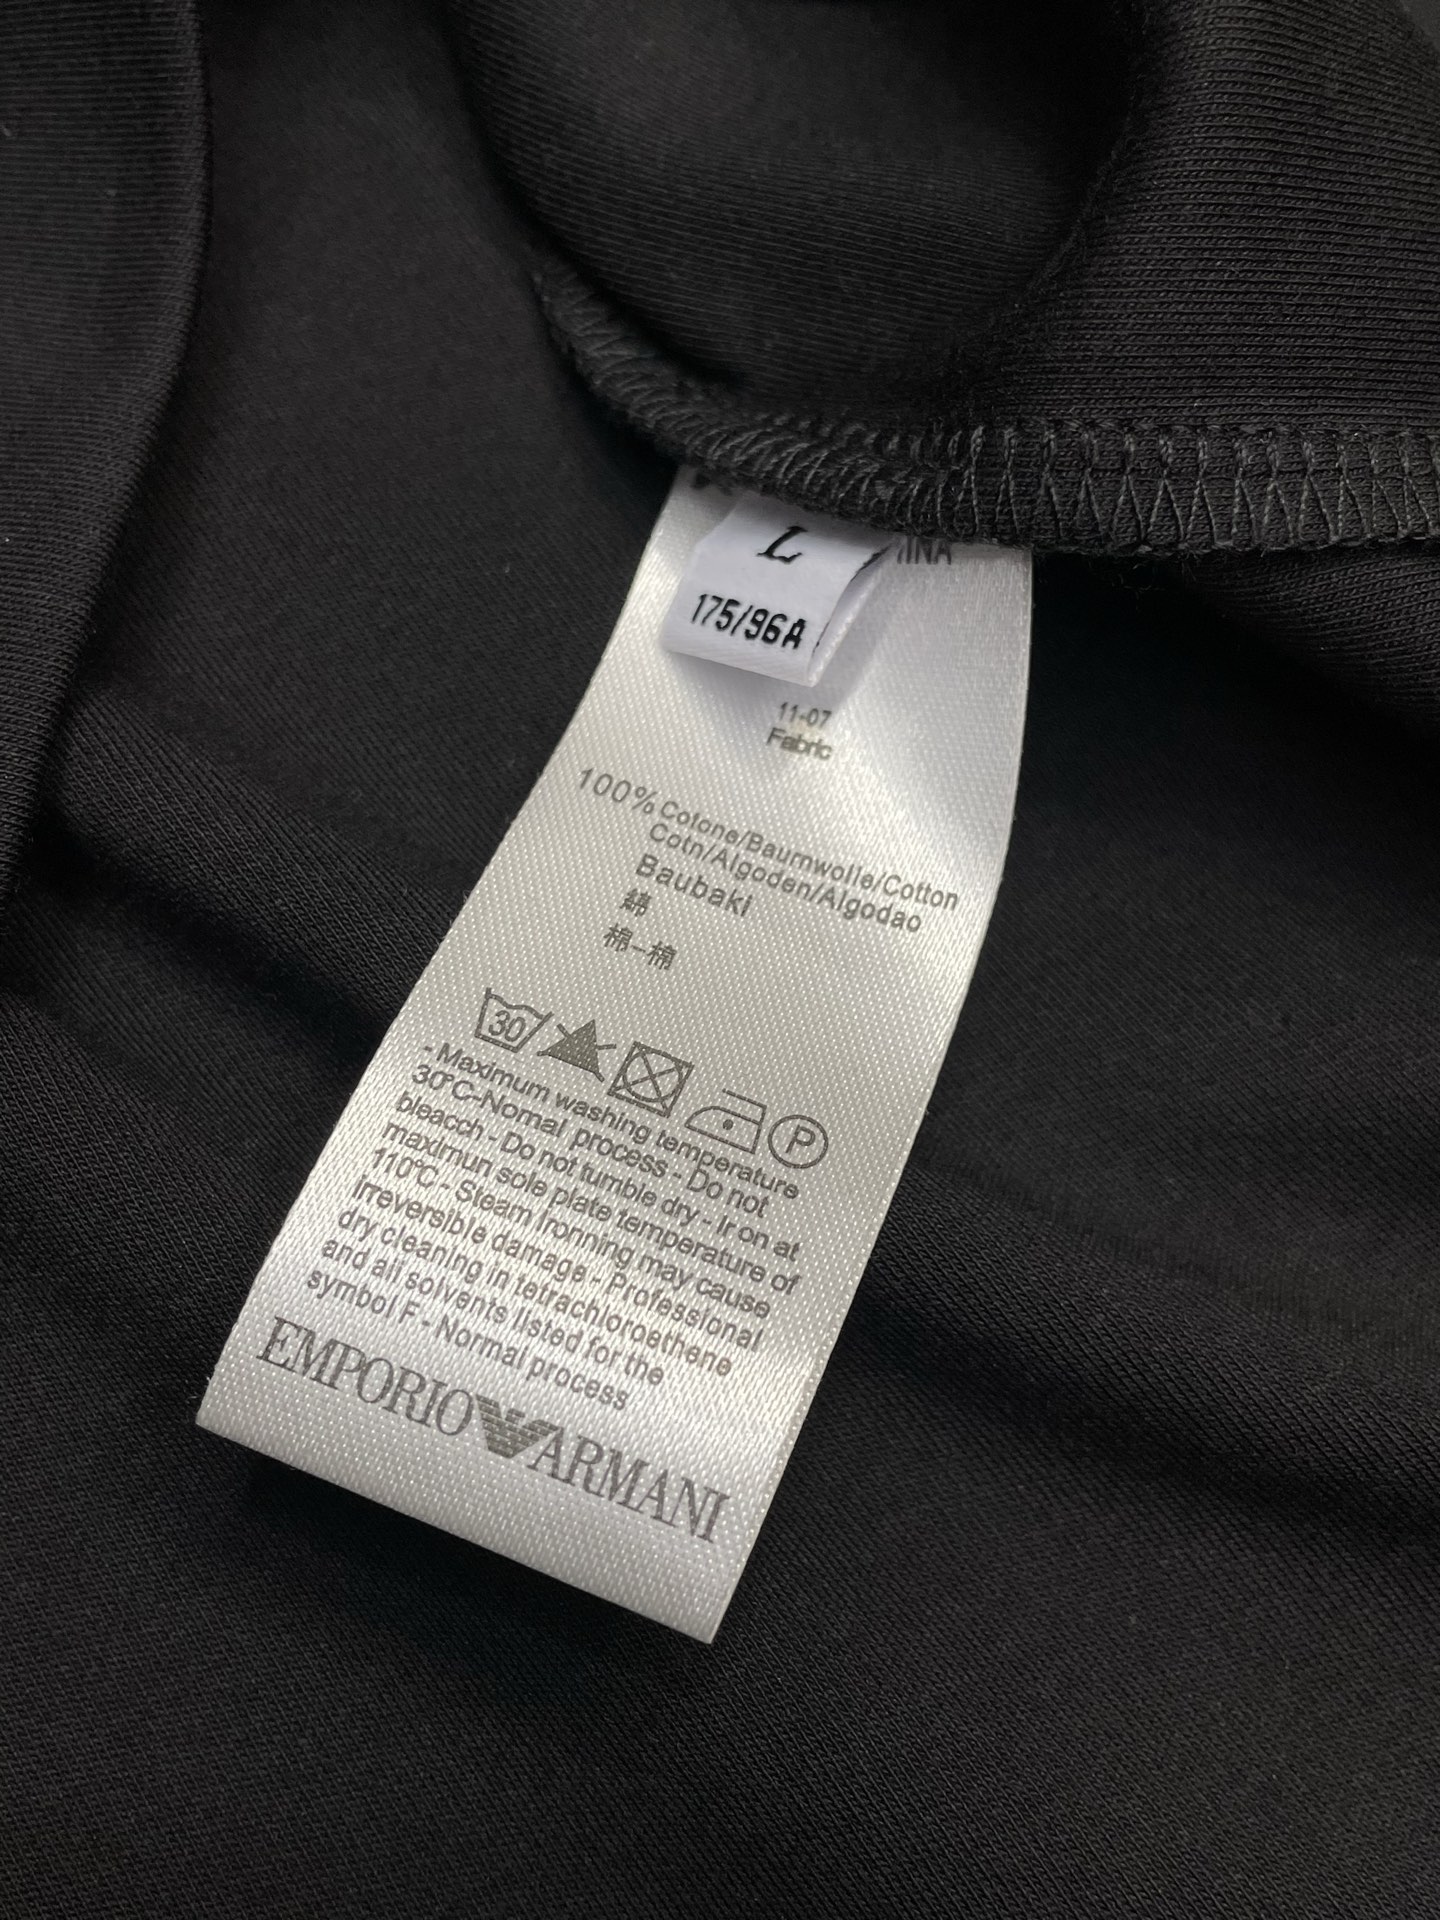 L
175/96A
11-07
Fabric
100% Cotone/Baumwolle/Cotton
Cotn/Algoden/Algodao
Baubaki
綿
棉-棉
30
P
- Maximum washing temperature
30°C-Normal process - Do not
bleacch - Do not tumble dry - Ir on at
maximun sole plate temperature of
110°C - Steam Ironning may cause
Irreversible damage - Professional
dry cleaning in tetrachloroethene
and all solvents listed for the
symbol F - Normal process
EMPORIO ARMANI